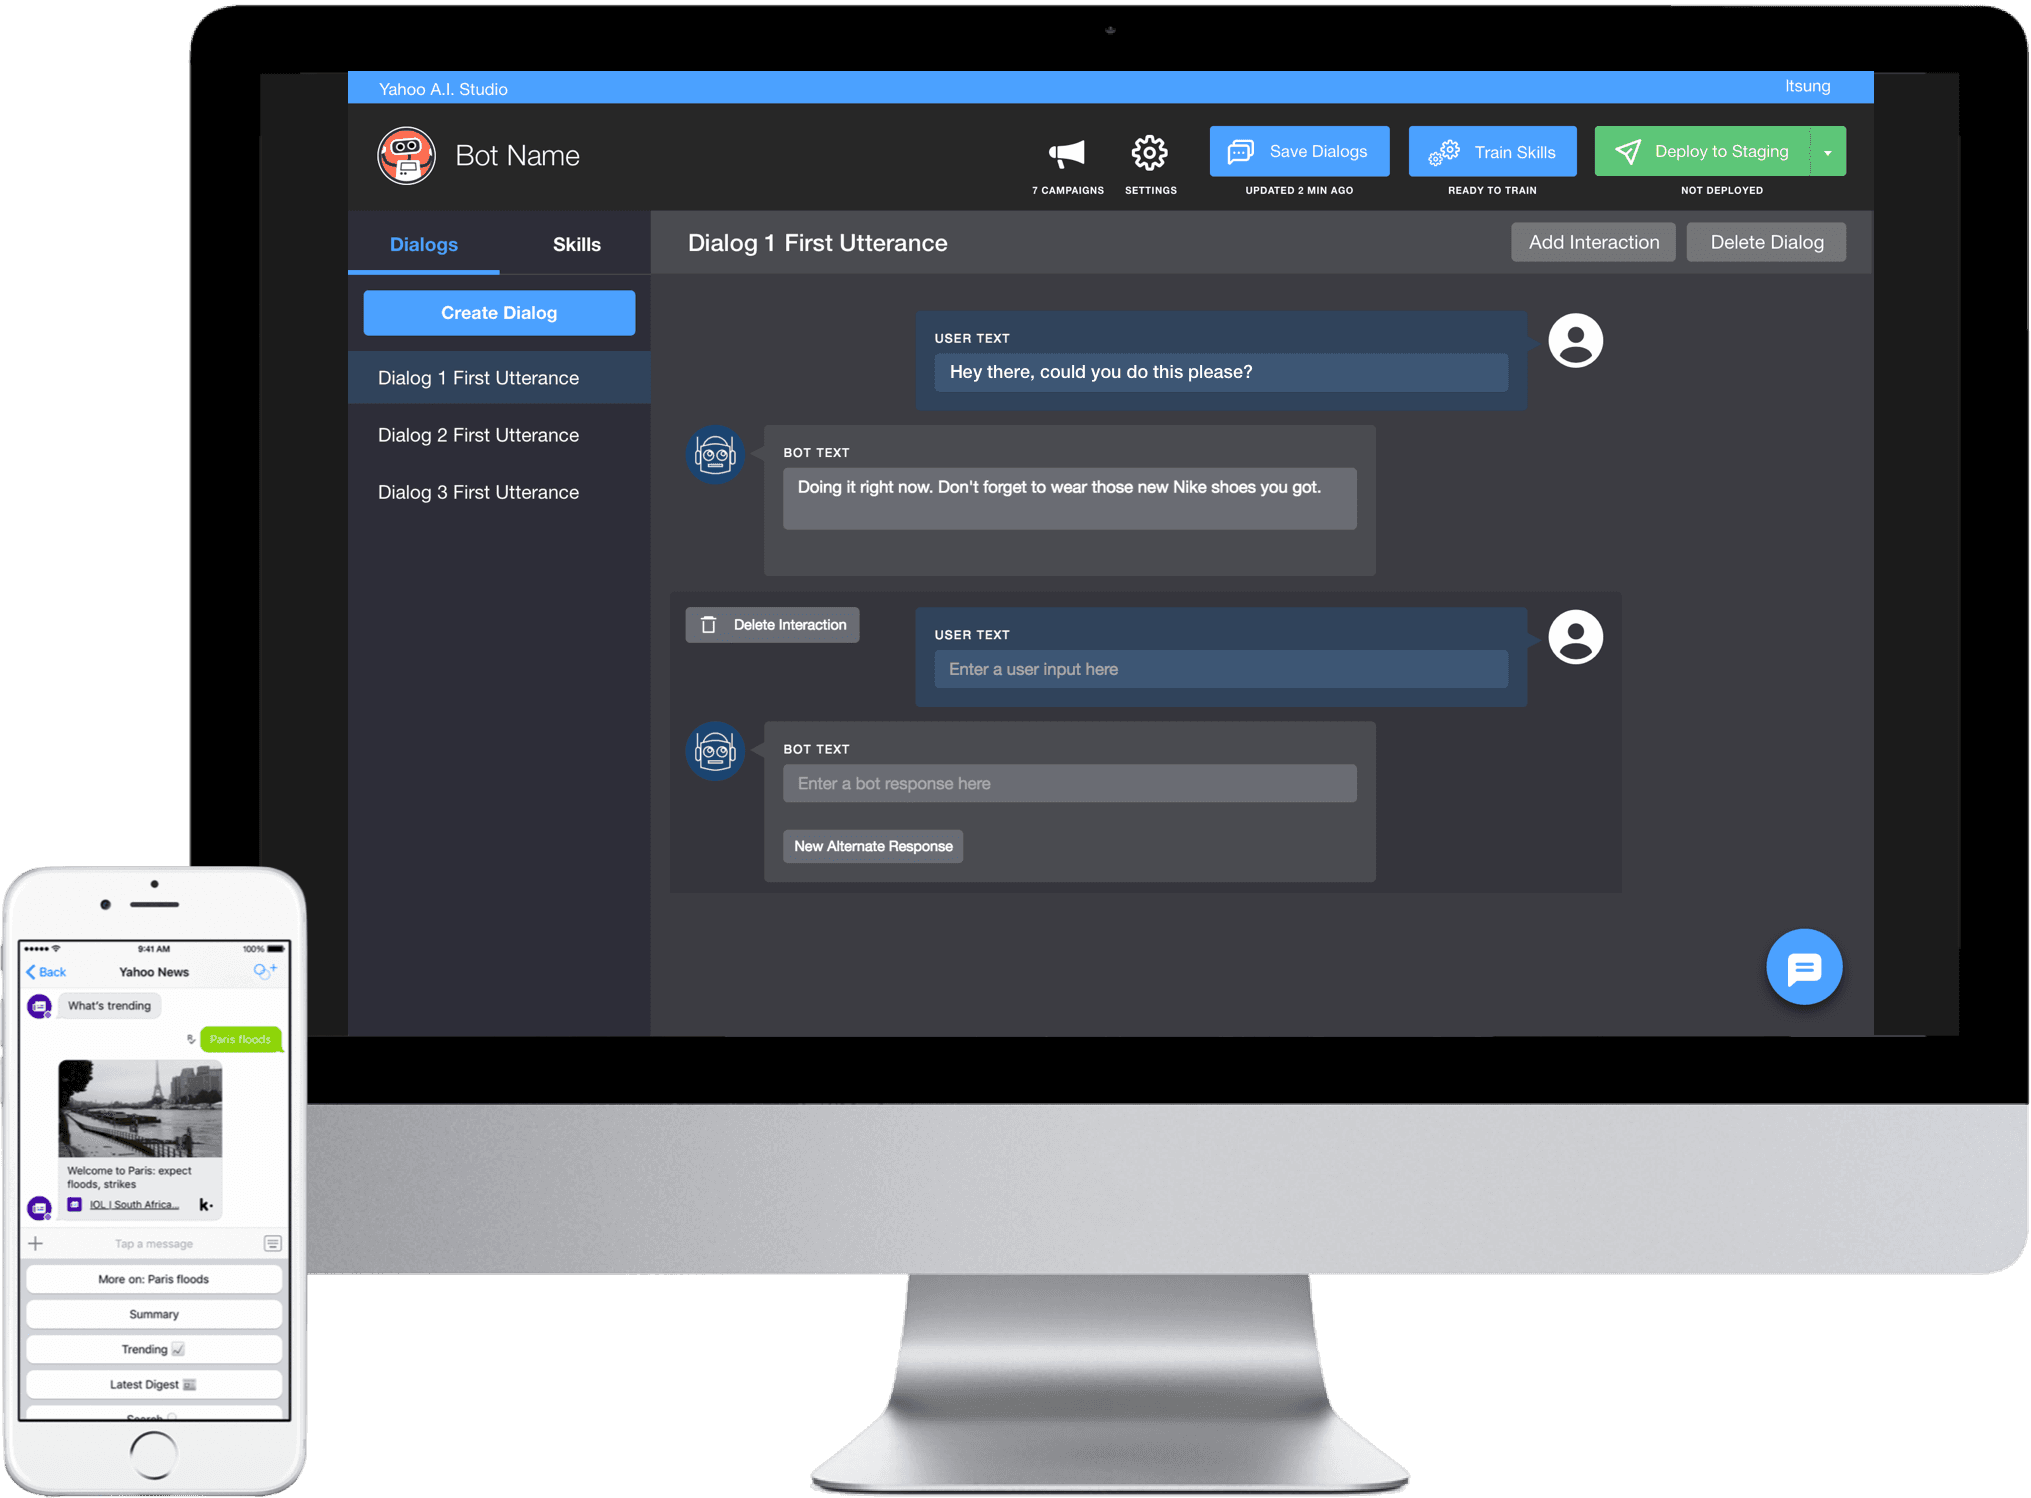 Yahoo A.I. Studio
ltsung
Bot Name
7 CAMPAIGNS
SETTINGS
Save Dialogs
UPDATED 2 MIN AGO
Train Skills
READY TO TRAIN
Deploy to Staging
NOT DEPLOYED
Dialogs
Skills
Create Dialog
Dialog 1 First Utterance
Dialog 2 First Utterance
Dialog 3 First Utterance
Dialog 1 First Utterance
Add Interaction
Delete Dialog
USER TEXT
Hey there, could you do this please?
BOT TEXT
Doing it right now. Don't forget to wear those new Nike shoes you got.
Delete Interaction
USER TEXT
Enter a user input here
BOT TEXT
Enter a bot response here
New Alternate Response
9:41 AM
100%
Back
Yahoo News
What's trending
Paris floods
Welcome to Paris: expect
floods, strikes
IOL | South Africa...
k·
Tap a message
More on: Paris floods
Summary
Trending
Latest Digest
Search